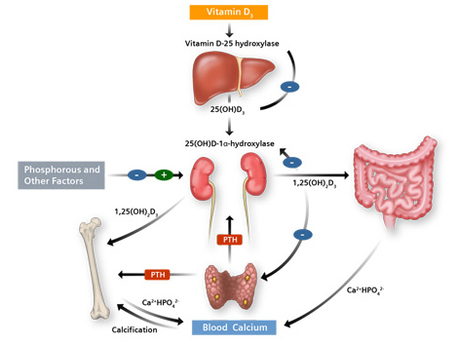 Vitamin D₃
Vitamin D-25 hydroxylase
-
25(OH)D₃
25(OH)D-1α-hydroxylase
-
Phosphorous and
Other Factors
-
+
1,25(OH)₂D₃
1,25(OH)₂D₃
PTH
-
PTH
Ca²⁺HPO₄²⁻
Ca²⁺HPO₄²⁻
Calcification
Blood Calcium